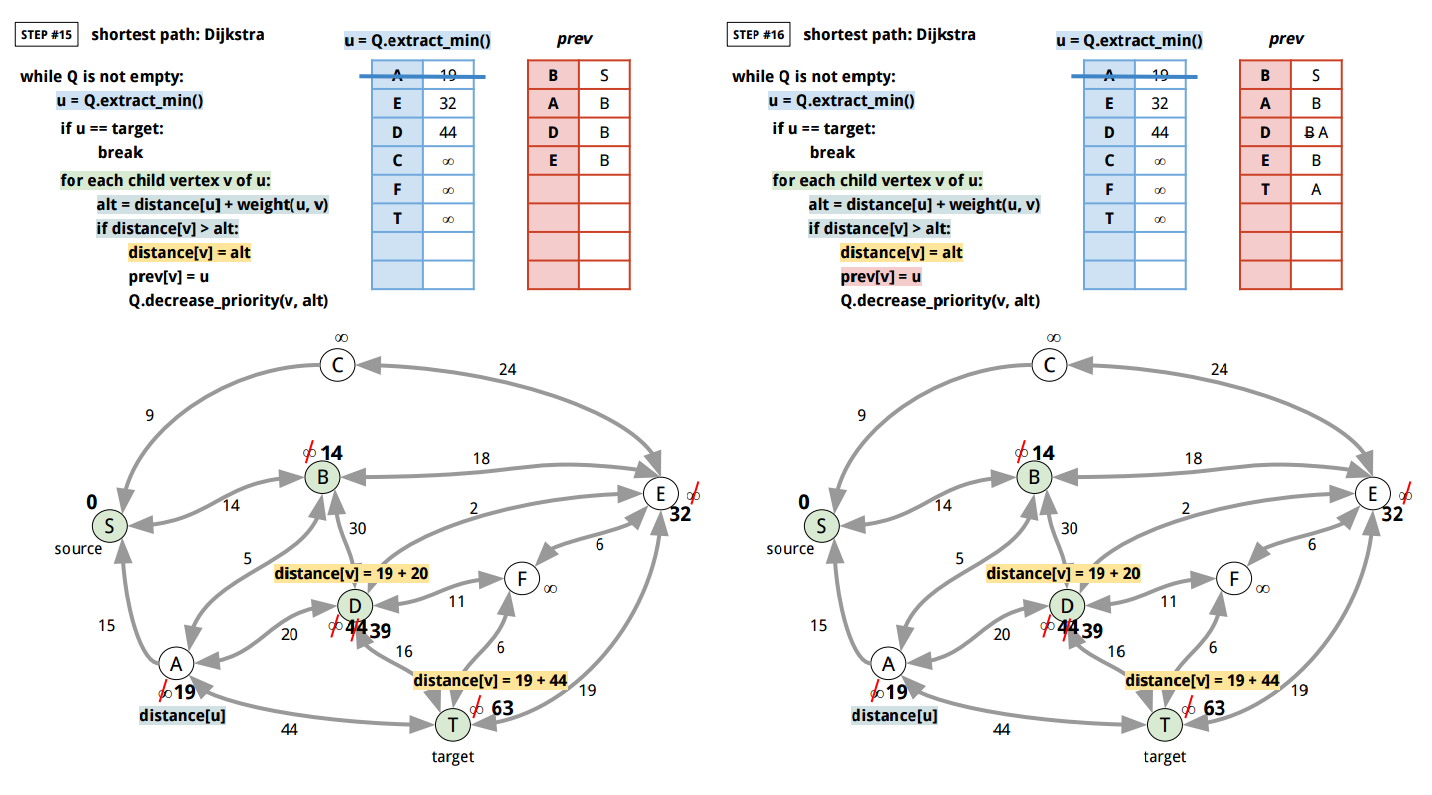 STEP #15 shortest path: Dijkstra
while Q is not empty:
u = Q.extract_min()
if u == target:
break
for each child vertex v of u:
alt = distance[u] + weight(u, v)
if distance[v] > alt:
distance[v] = alt
prev[v] = u
Q.decrease_priority(v, alt)
u = Q.extract_min()
A 19
E 32
D 44
C ∞
F ∞
T ∞
prev
B S
A B
D B
E B
∞
C
24
9
∞ 14
B
18
0
S
source
14
E
∞
32
2
30
5
6
distance[v] = 19 + 20
F
∞
D
11
∞ 44 39
15
20
16
6
A
∞ 19
distance[u]
distance[v] = 19 + 44
19
∞ 63
T
44
target
STEP #16 shortest path: Dijkstra
while Q is not empty:
u = Q.extract_min()
if u == target:
break
for each child vertex v of u:
alt = distance[u] + weight(u, v)
if distance[v] > alt:
distance[v] = alt
prev[v] = u
Q.decrease_priority(v, alt)
u = Q.extract_min()
A 19
E 32
D 44
C ∞
F ∞
T ∞
prev
B S
A B
D B A
E B
T A
∞
C
24
9
∞ 14
B
18
0
S
source
14
E
∞
32
2
30
5
6
distance[v] = 19 + 20
F
∞
D
11
∞ 44 39
15
20
16
6
A
∞ 19
distance[u]
distance[v] = 19 + 44
19
∞ 63
T
44
target